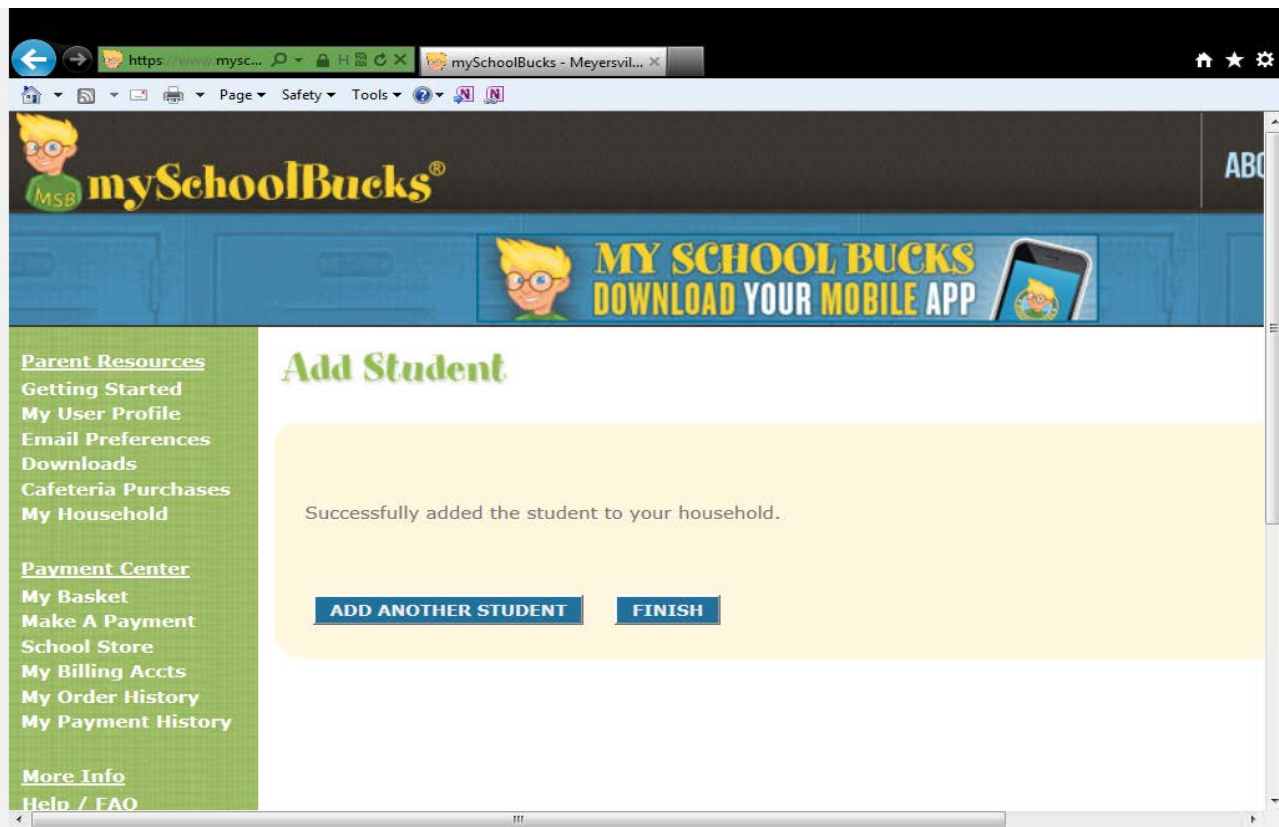 https://www.mysc...
mySchoolBucks - Meyersvil...
Page Safety Tools
MSB mySchoolBucks®
MY SCHOOL BUCKS
DOWNLOAD YOUR MOBILE APP
Parent Resources
Getting Started
My User Profile
Email Preferences
Downloads
Cafeteria Purchases
My Household
Payment Center
My Basket
Make A Payment
School Store
My Billing Accts
My Order History
My Payment History
More Info
Help / FAQ
Add Student
Successfully added the student to your household.
ADD ANOTHER STUDENT FINISH